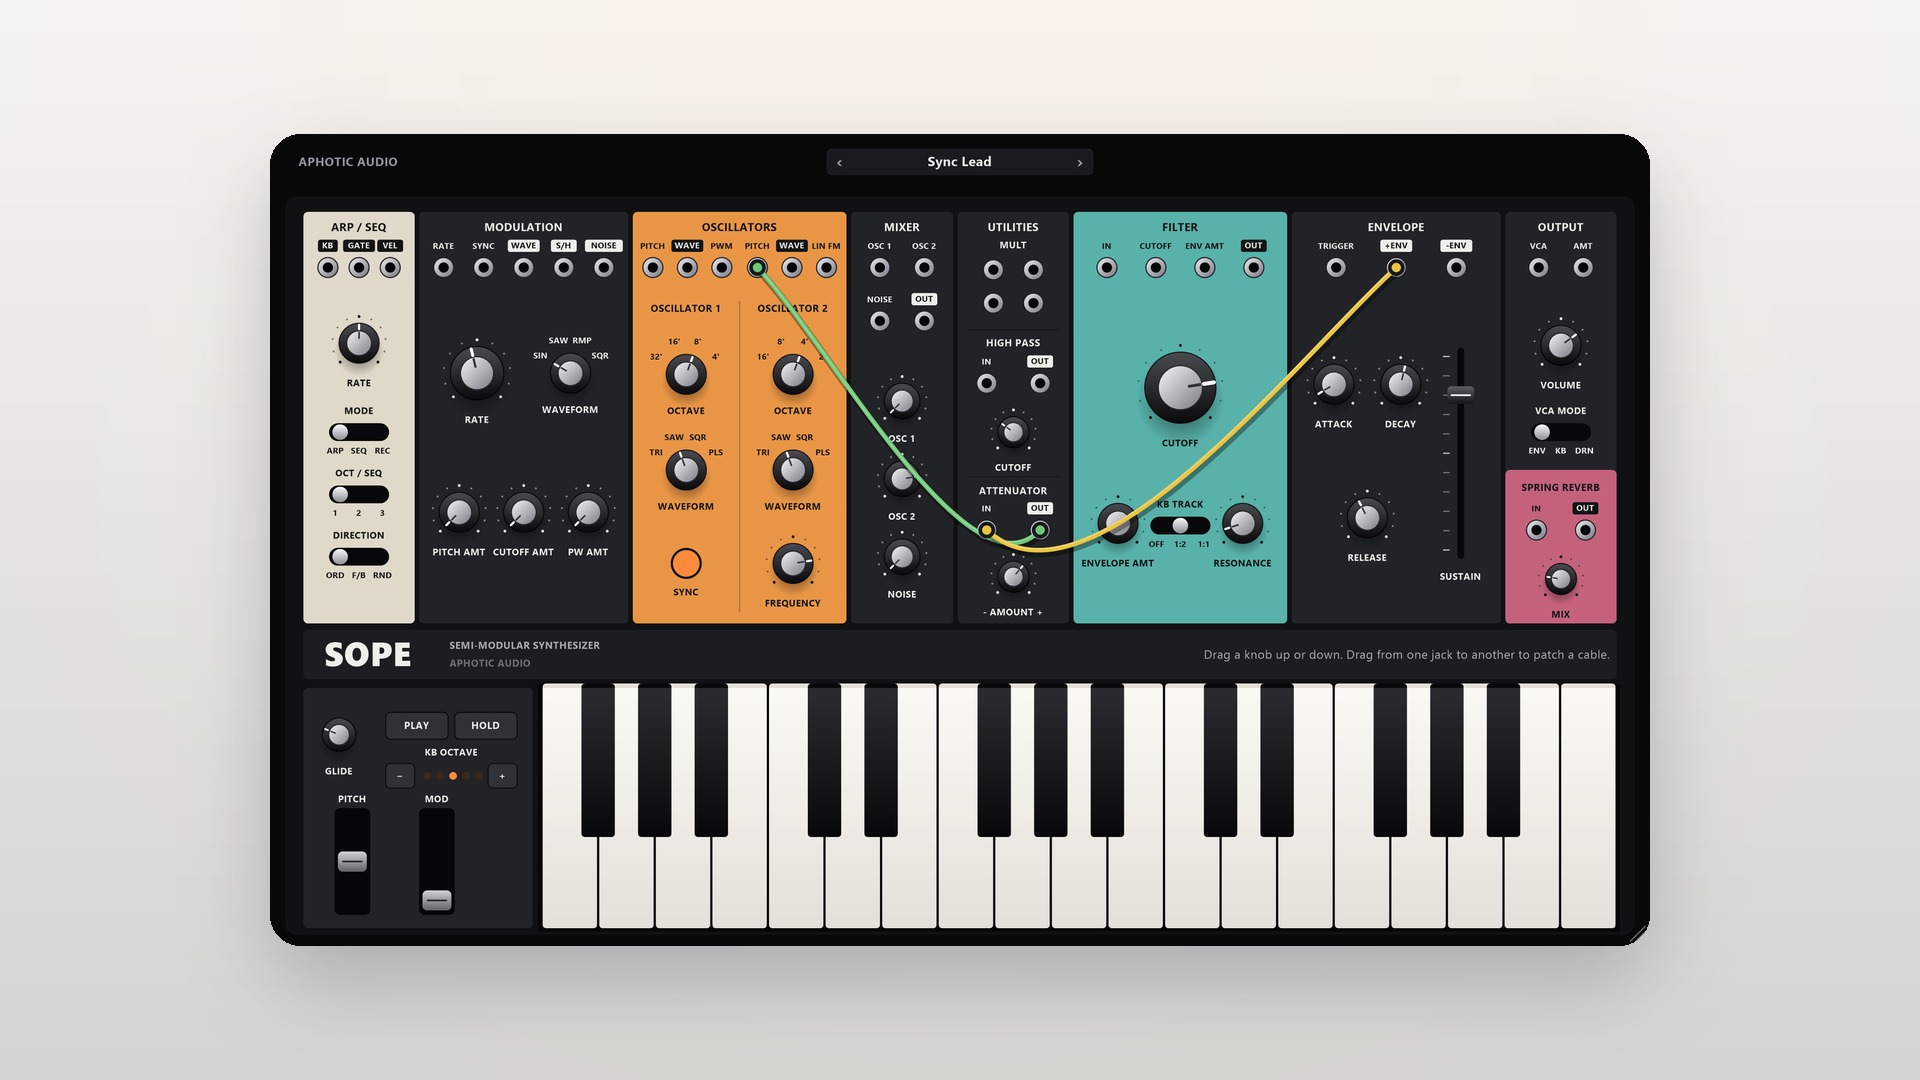 APHOTIC AUDIO
‹ Sync Lead ›
ARP / SEQ
KB GATE VEL
RATE
MODE
ARP SEQ REC
OCT / SEQ
1 2 3
DIRECTION
ORD F/B RND
MODULATION
RATE SYNC WAVE S/H NOISE
RATE
SAW RMP
SIN SQR
WAVEFORM
PITCH AMT CUTOFF AMT PW AMT
OSCILLATORS
PITCH WAVE PWM PITCH WAVE LIN FM
OSCILLATOR 1
16' 8'
32' 4'
OCTAVE
SAW SQR
TRI PLS
WAVEFORM
SYNC
OSCILLATOR 2
8' 4'
16' 2
OCTAVE
SAW SQR
TRI PLS
WAVEFORM
FREQUENCY
MIXER
OSC 1 OSC 2
NOISE OUT
OSC 1
OSC 2
NOISE
UTILITIES
MULT
HIGH PASS
IN OUT
CUTOFF
ATTENUATOR
IN OUT
- AMOUNT +
FILTER
IN CUTOFF ENV AMT OUT
CUTOFF
KB TRACK
OFF 1:2 1:1
ENVELOPE AMT RESONANCE
ENVELOPE
TRIGGER +ENV -ENV
ATTACK DECAY
RELEASE
SUSTAIN
OUTPUT
VCA AMT
VOLUME
VCA MODE
ENV KB DRN
SPRING REVERB
IN OUT
MIX
SOPE
SEMI-MODULAR SYNTHESIZER
APHOTIC AUDIO
Drag a knob up or down. Drag from one jack to another to patch a cable.
GLIDE
PLAY HOLD
KB OCTAVE
− +
PITCH MOD